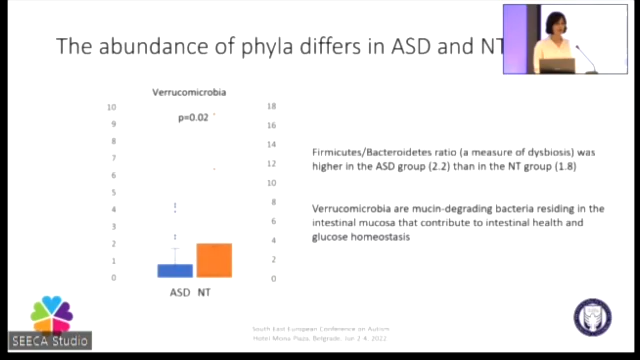 The abundance of phyla differs in ASD and NT
Verrucomicrobia
p=0.02
10
9
8
7
6
5
4
3
2
1
0
18
16
14
12
10
8
6
4
2
0
ASD NT
Firmicutes/Bacteroidetes ratio (a measure of dysbiosis) was
higher in the ASD group (2.2) than in the NT group (1.8)
Verrucomicrobia are mucin-degrading bacteria residing in the
intestinal mucosa that contribute to intestinal health and
glucose homeostasis
South East European Conference on Autism
Hotel Mona Plaza, Belgrade, Jun 2-4, 2022
SEECA Studio